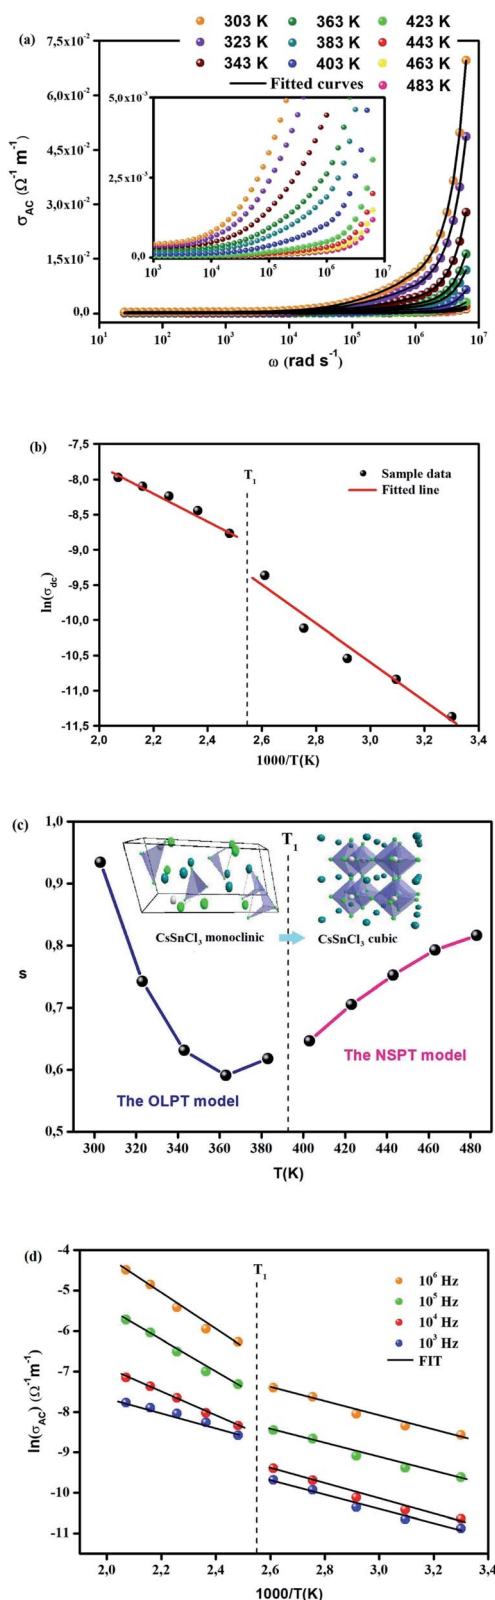 (a)
303 K 363 K 423 K
323 K 383 K 443 K
343 K 403 K 463 K
Fitted curves 483 K
7,5x10⁻²
6,0x10⁻²
4,5x10⁻²
3,0x10⁻²
1,5x10⁻²
0,0
σAC (Ω⁻¹ m⁻¹)
5,0x10⁻³
2,5x10⁻³
0,0
10³ 10⁴ 10⁵ 10⁶ 10⁷
10¹ 10² 10³ 10⁴ 10⁵ 10⁶ 10⁷
ω (rad s⁻¹)
(b)
-7,5
-8,0
-8,5
-9,0
-9,5
-10,0
-10,5
-11,0
-11,5
ln(σdc)
T₁
Sample data
Fitted line
2,0 2,2 2,4 2,6 2,8 3,0 3,2 3,4
1000/T(K)
(c)
1,0
0,9
0,8
0,7
0,6
0,5
s
T₁
CsSnCl₃ monoclinic
CsSnCl₃ cubic
The OLPT model
The NSPT model
300 320 340 360 380 400 420 440 460 480
T(K)
(d)
-4
-5
-6
-7
-8
-9
-10
-11
ln(σAC) (Ω⁻¹m⁻¹)
T₁
10⁶ Hz
10⁵ Hz
10⁴ Hz
10³ Hz
FIT
2,0 2,2 2,4 2,6 2,8 3,0 3,2 3,4
1000/T(K)